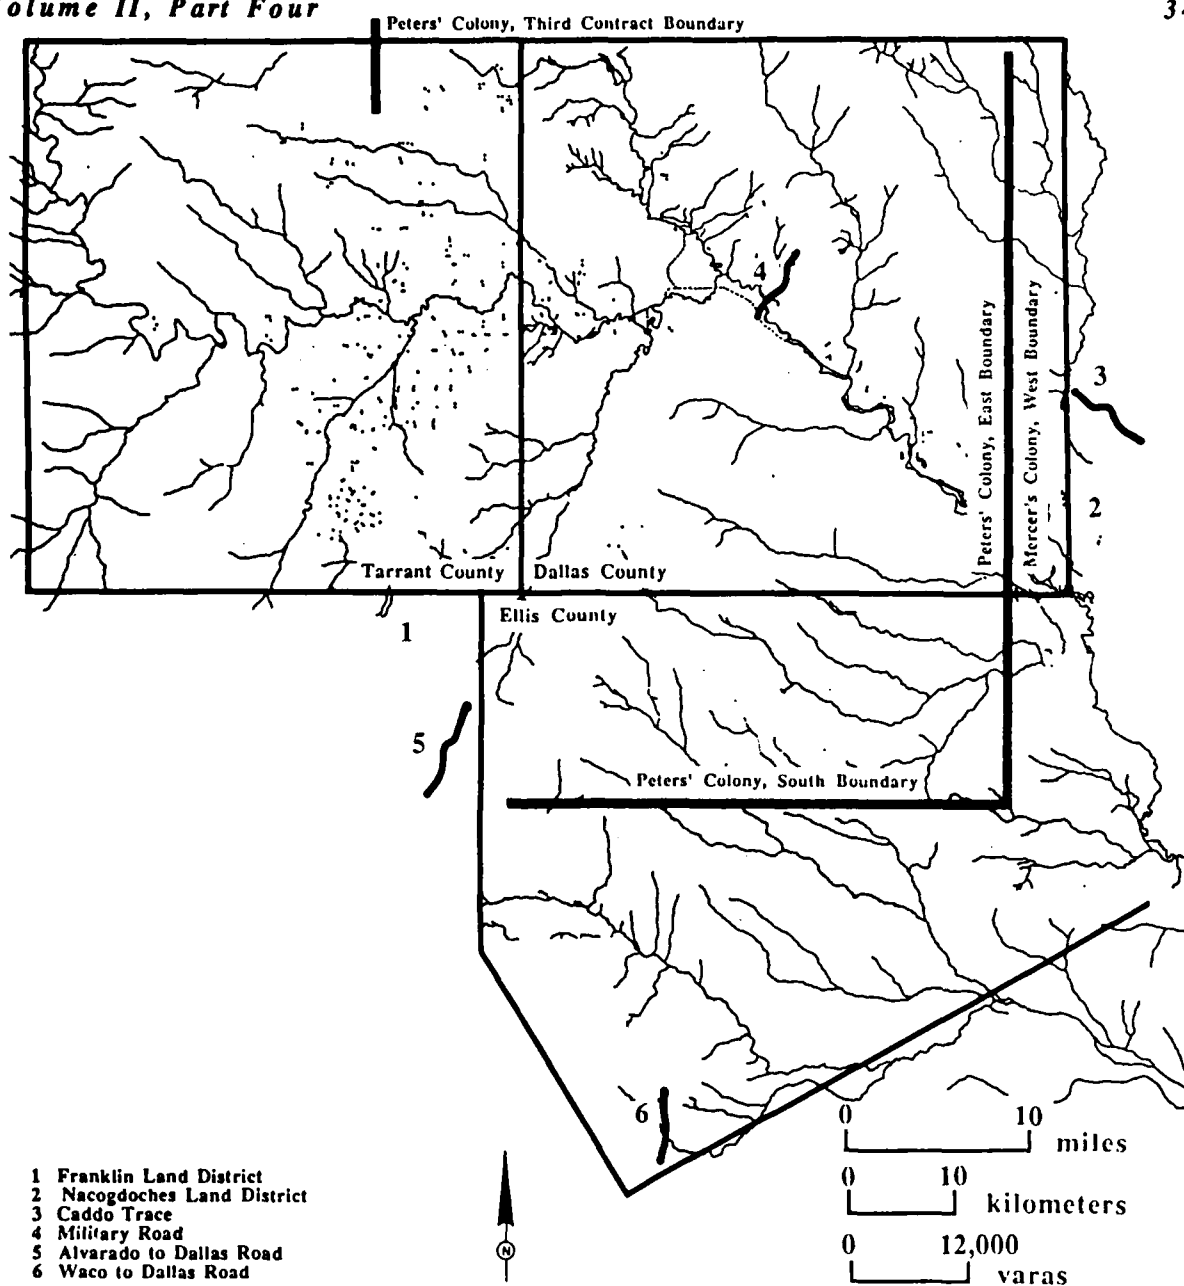 olume II, Part Four
3
Peters' Colony, Third Contract Boundary
4
Peters' Colony, East Boundary
Mercer's Colony, West Boundary
3
2
Tarrant County
Dallas County
Ellis County
1
5
Peters' Colony, South Boundary
6
0 10
miles
0 10
kilometers
0 12,000
varas
N
1 Franklin Land District
2 Nacogdoches Land District
3 Caddo Trace
4 Military Road
5 Alvarado to Dallas Road
6 Waco to Dallas Road